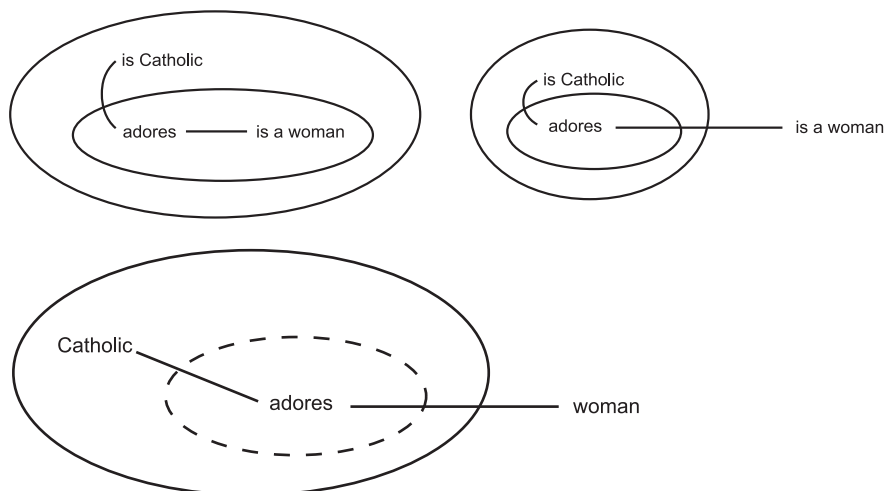 is Catholic
adores
is a woman
is Catholic
adores
is a woman
Catholic
adores
woman